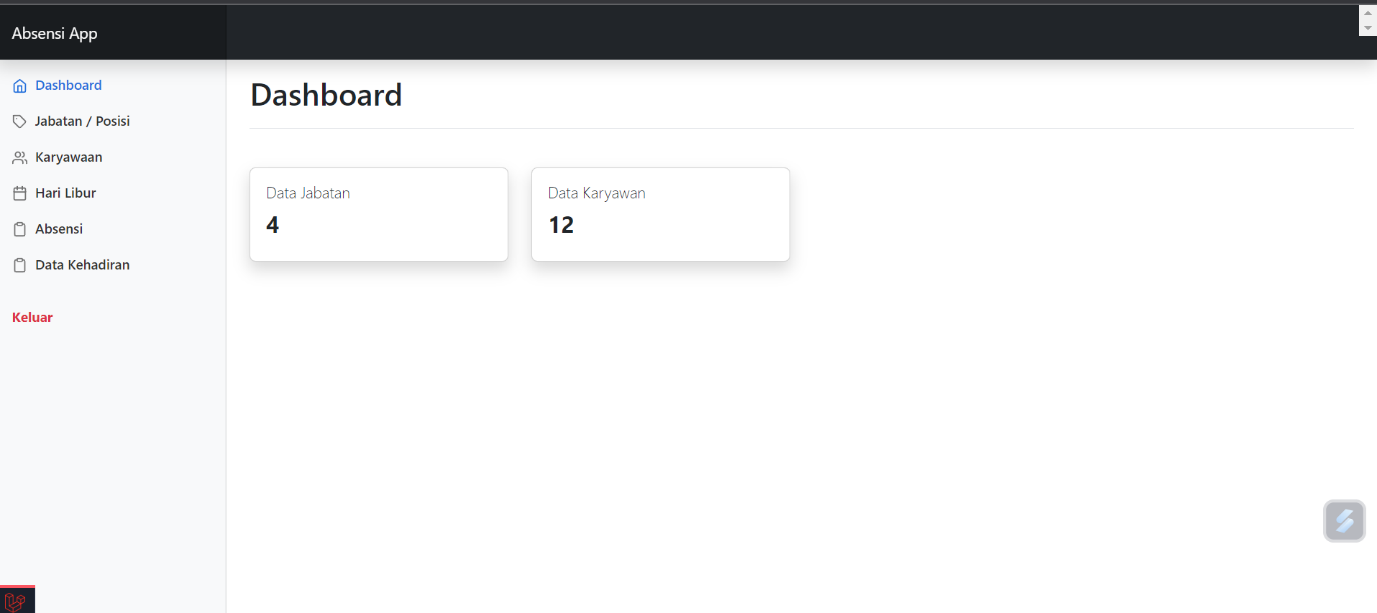 Absensi App
Dashboard
Jabatan / Posisi
Karyawaan
Hari Libur
Absensi
Data Kehadiran
Keluar
Dashboard
Data Jabatan
4
Data Karyawan
12